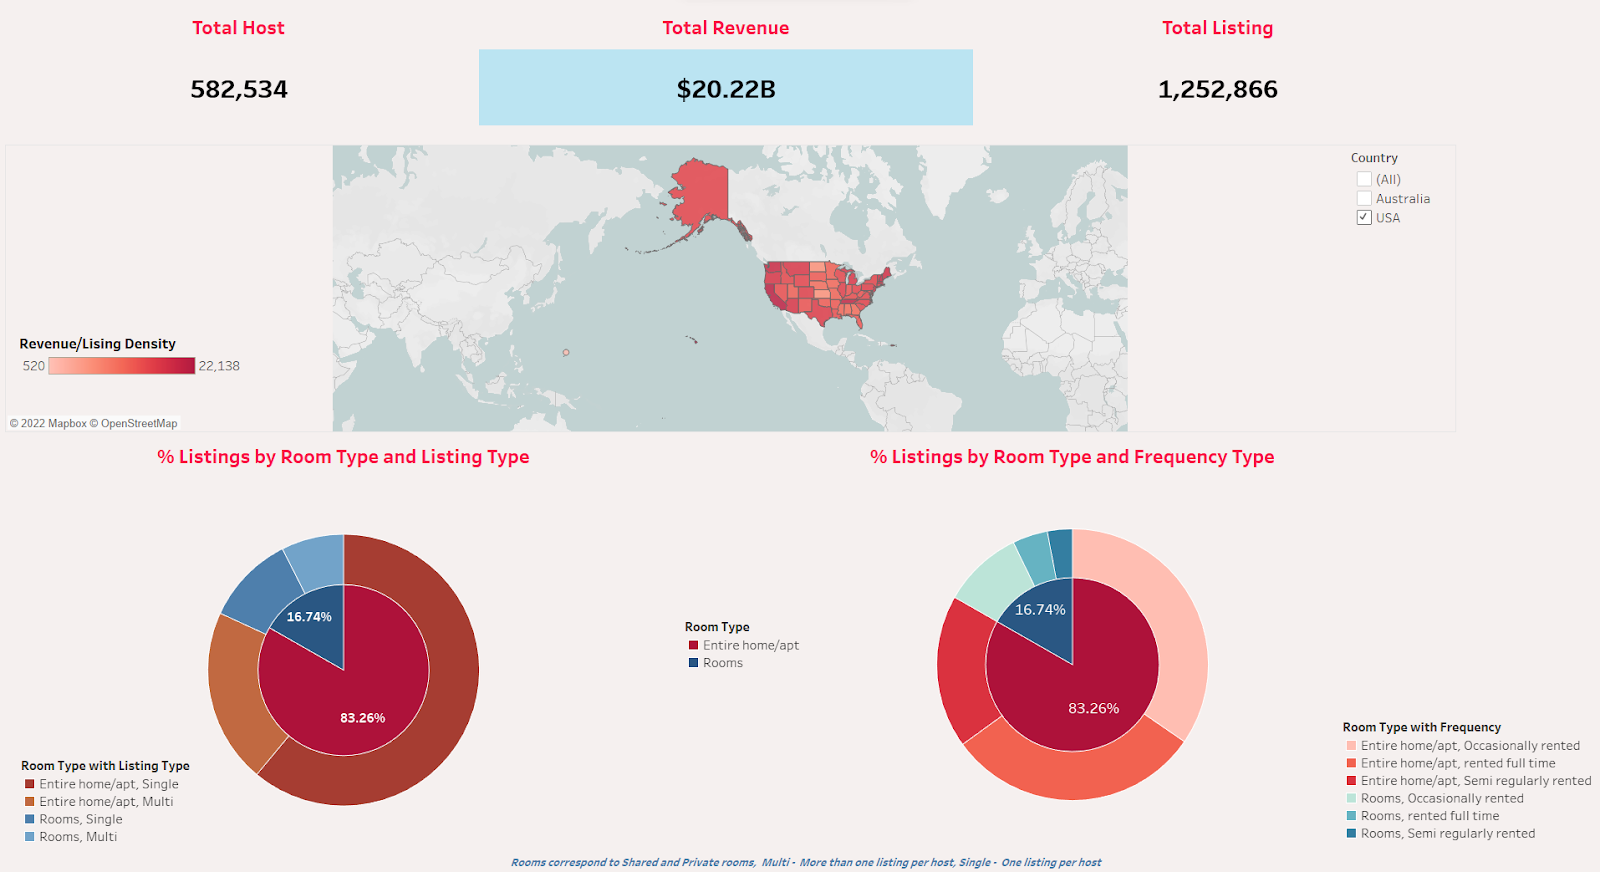 Total Host
Total Revenue
Total Listing
582,534
$20.22B
1,252,866
Country
(All)
Australia
USA
Revenue/Lising Density
520
22,138
© 2022 Mapbox © OpenStreetMap
% Listings by Room Type and Listing Type
% Listings by Room Type and Frequency Type
16.74%
83.26%
Room Type with Listing Type
Entire home/apt, Single
Entire home/apt, Multi
Rooms, Single
Rooms, Multi
Room Type
Entire home/apt
Rooms
16.74%
83.26%
Room Type with Frequency
Entire home/apt, Occasionally rented
Entire home/apt, rented full time
Entire home/apt, Semi regularly rented
Rooms, Occasionally rented
Rooms, rented full time
Rooms, Semi regularly rented
Rooms correspond to Shared and Private rooms, Multi - More than one listing per host, Single - One listing per host